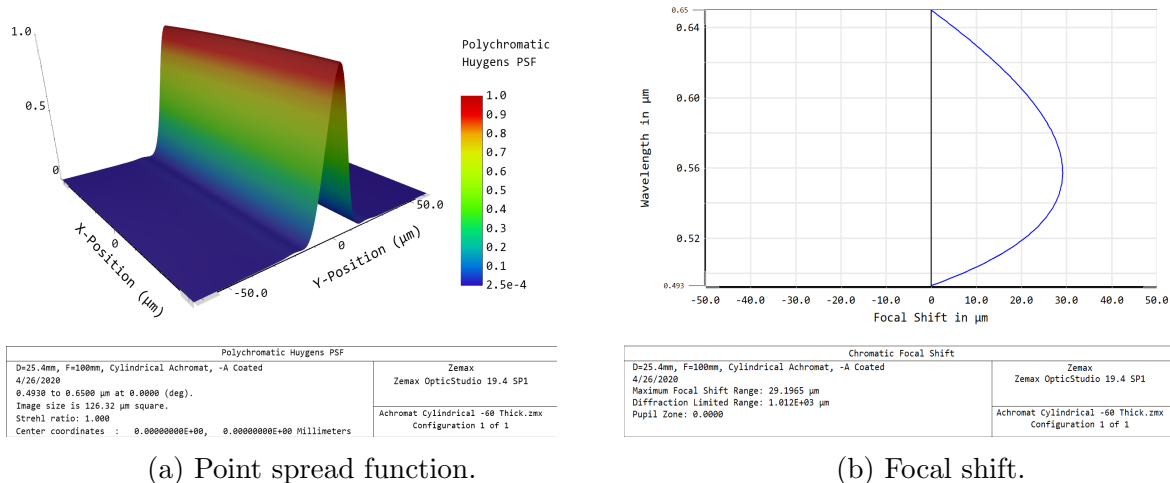 1.0
0.5
0
X-Position (µm)
0
-50.0
Y-Position (µm)
0
50.0
Polychromatic
Huygens PSF
1.0
0.9
0.8
0.7
0.6
0.5
0.4
0.3
0.2
0.1
2.5e-4
Polychromatic Huygens PSF
D=25.4mm, F=100mm, Cylindrical Achromat, -A Coated
4/26/2020
0.4930 to 0.6500 µm at 0.0000 (deg).
Image size is 126.32 µm square.
Strehl ratio: 1.000
Center coordinates : 0.00000000E+00, 0.00000000E+00 Millimeters
Zemax
Zemax OpticStudio 19.4 SP1
Achromat Cylindrical -60 Thick.zmx
Configuration 1 of 1
(a) Point spread function.
0.65
0.64
0.60
0.56
0.52
0.493
Wavelength in µm
-50.0 -40.0 -30.0 -20.0 -10.0 0 10.0 20.0 30.0 40.0 50.0
Focal Shift in µm
Chromatic Focal Shift
D=25.4mm, F=100mm, Cylindrical Achromat, -A Coated
4/26/2020
Maximum Focal Shift Range: 29.1965 µm
Diffraction Limited Range: 1.012E+03 µm
Pupil Zone: 0.0000
Zemax
Zemax OpticStudio 19.4 SP1
Achromat Cylindrical -60 Thick.zmx
Configuration 1 of 1
(b) Focal shift.